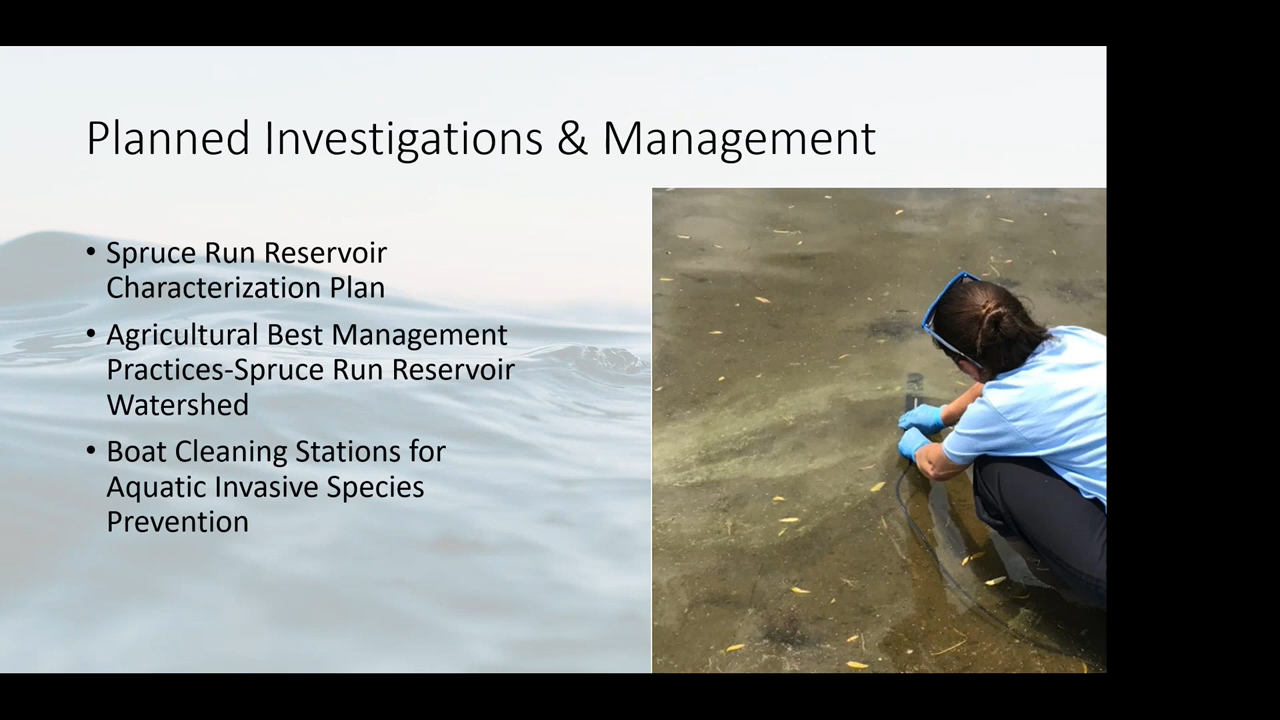 Planned Investigations & Management
• Spruce Run Reservoir
Characterization Plan
• Agricultural Best Management
Practices-Spruce Run Reservoir
Watershed
• Boat Cleaning Stations for
Aquatic Invasive Species
Prevention